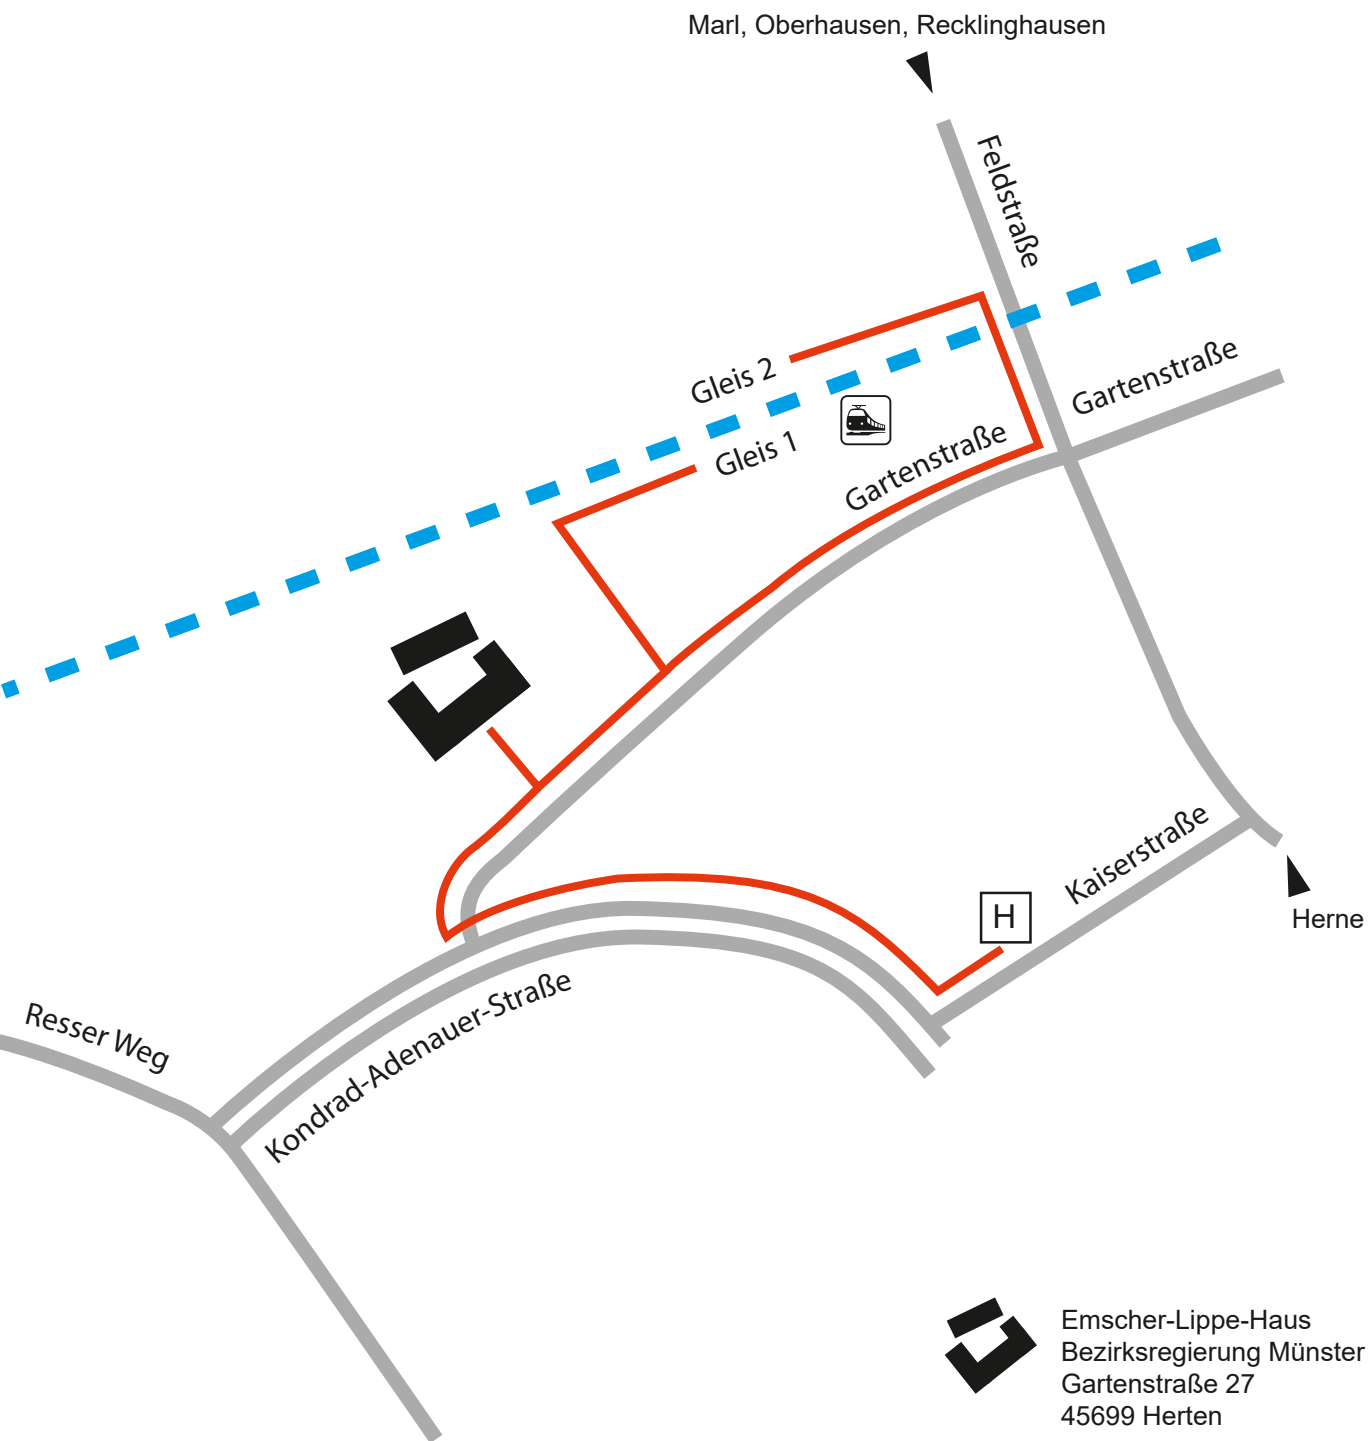 Marl, Oberhausen, Recklinghausen
Feldstraße
Gartenstraße
Gleis 2
Gleis 1
Gartenstraße
Kaiserstraße
H
Herne
Resser Weg
Kondrad-Adenauer-Straße
Emscher-Lippe-Haus
Bezirksregierung Münster
Gartenstraße 27
45699 Herten